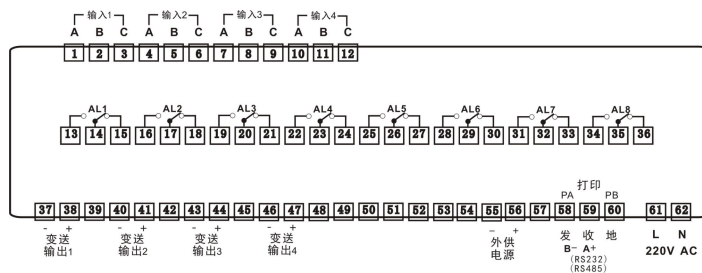 输入1 输入2 输入3 输入4
A B C A B C A B C A B C
1 2 3 4 5 6 7 8 9 10 11 12
AL1 AL2 AL3 AL4 AL5 AL6 AL7 AL8
13 14 15 16 17 18 19 20 21 22 23 24 25 26 27 28 29 30 31 32 33 34 35 36
打印
PA PB
37 38 39 40 41 42 43 44 45 46 47 48 49 50 51 52 53 54 55 56 57 58 59 60 61 62
- + - + - + - + - + 发 收 地 L N
变送 变送 变送 变送 外供 B- A+ 220V AC
输出1 输出2 输出3 输出4 电源 (RS232)
(RS485)